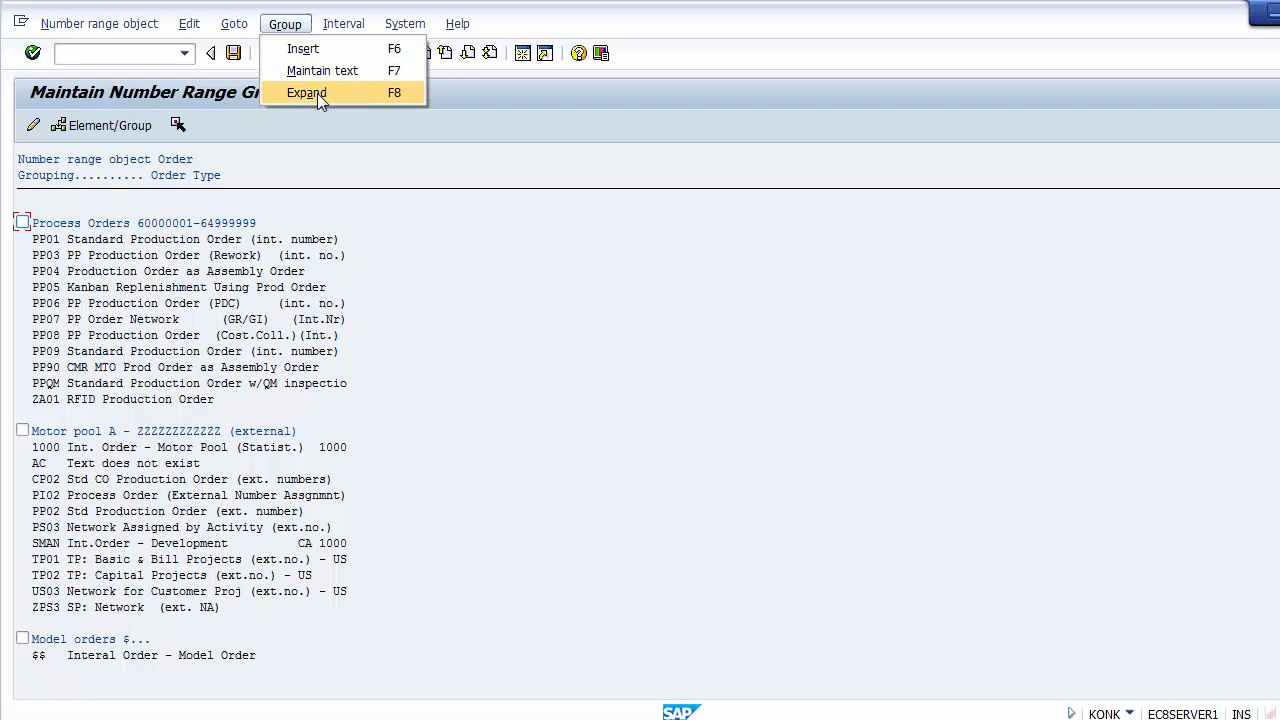 Number range object Edit Goto Group Interval System Help
Insert F6
Maintain text F7
Expand F8
Maintain Number Range Gr
Element/Group
Number range object Order
Grouping.......... Order Type
Process Orders 60000001-64999999
PP01 Standard Production Order (int. number)
PP03 PP Production Order (Rework) (int. no.)
PP04 Production Order as Assembly Order
PP05 Kanban Replenishment Using Prod Order
PP06 PP Production Order (PDC) (int. no.)
PP07 PP Order Network (GR/GI) (Int.Nr)
PP08 PP Production Order (Cost.Coll.)(Int.)
PP09 Standard Production Order (int. number)
PP90 CMR MTO Prod Order as Assembly Order
PPQM Standard Production Order w/QM inspectio
ZA01 RFID Production Order
Motor pool A - ZZZZZZZZZZZZ (external)
1000 Int. Order - Motor Pool (Statist.) 1000
AC Text does not exist
CP02 Std CO Production Order (ext. numbers)
PI02 Process Order (External Number Assgnmt)
PP02 Std Production Order (ext. number)
PS03 Network Assigned by Activity (ext.no.)
SMAN Int.Order - Development CA 1000
TP01 TP: Basic & Bill Projects (ext.no.) - US
TP02 TP: Capital Projects (ext.no.) - US
US03 Network for Customer Proj (ext.no.) - US
ZPS3 SP: Network (ext. NA)
Model orders $...
$$ Interal Order - Model Order
SAP KONK EC8SERVER1 INS